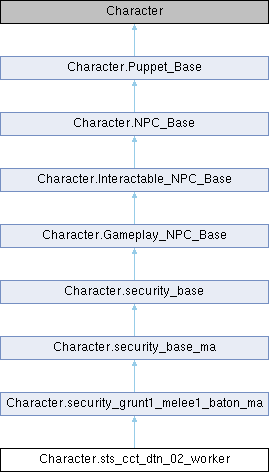 Character
Character.Puppet_Base
Character.NPC_Base
Character.Interactable_NPC_Base
Character.Gameplay_NPC_Base
Character.security_base
Character.security_base_ma
Character.security_grunt1_melee1_baton_ma
Character.sts_cct_dtn_02_worker